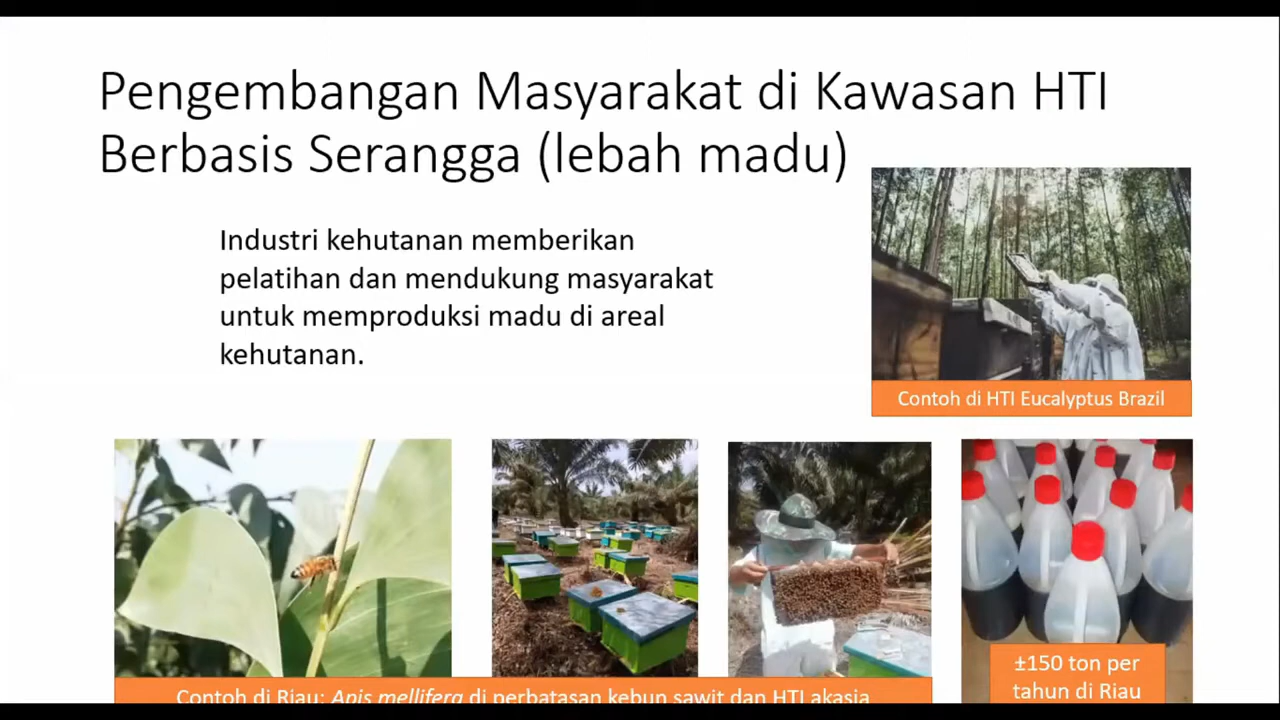 Pengembangan Masyarakat di Kawasan HTI
Berbasis Serangga (lebah madu)
Industri kehutanan memberikan
pelatihan dan mendukung masyarakat
untuk memproduksi madu di areal
kehutanan.
Contoh di HTI Eucalyptus Brazil
Contoh di Riau: Apis mellifera di perbatasan kebun sawit dan HTI akasia
±150 ton per
tahun di Riau